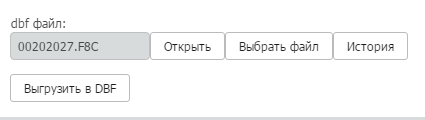 dbf файл:
00202027.F8C Открыть Выбрать файл История
Выгрузить в DBF